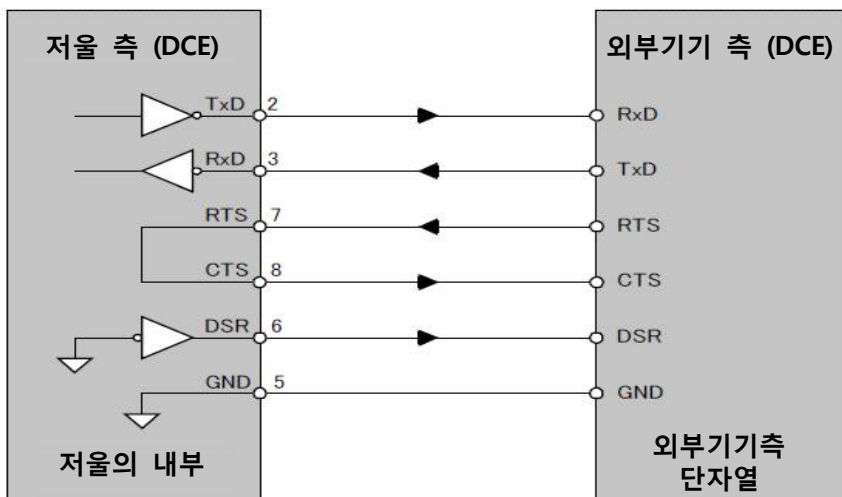 저울 측 (DCE)
외부기기 측 (DCE)
TxD 2 RxD
RxD 3 TxD
RTS 7 RTS
CTS 8 CTS
DSR 6 DSR
GND 5 GND
저울의 내부
외부기기측
단자열